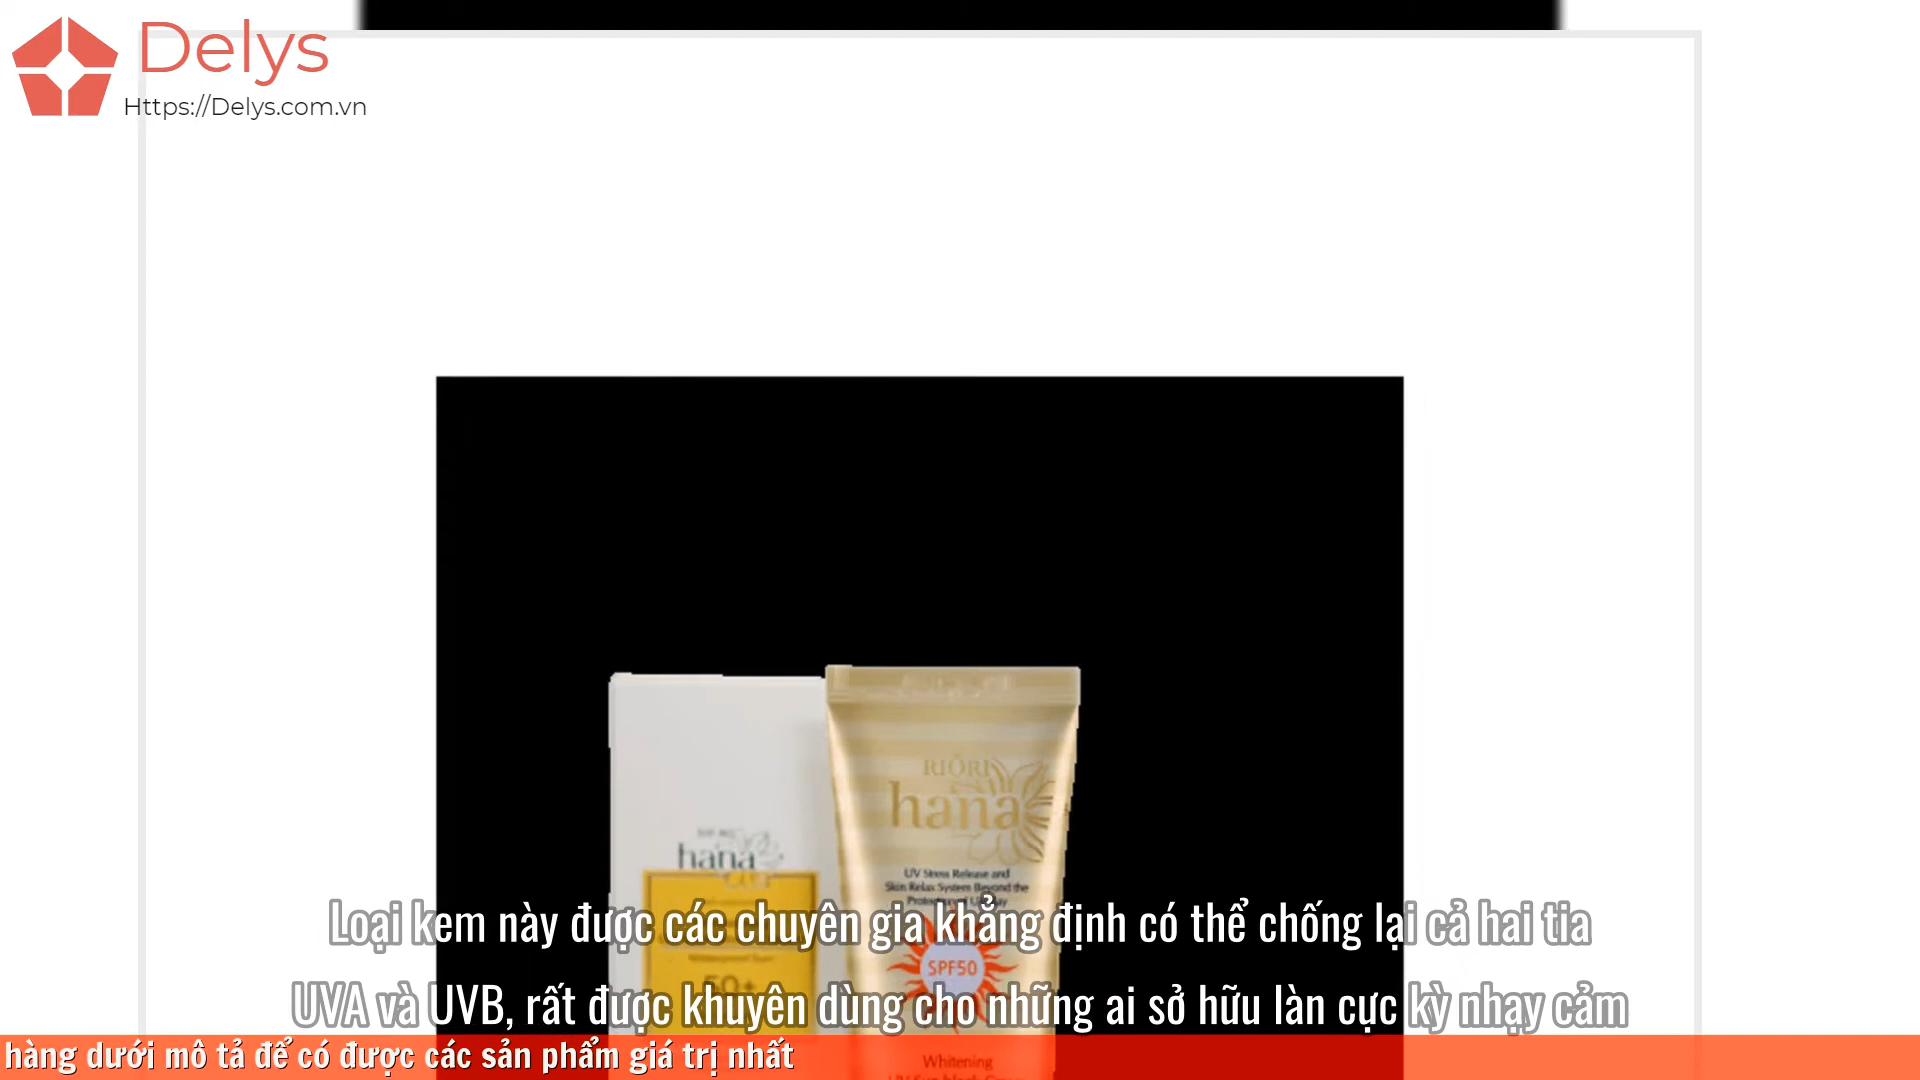 Delys
Https://Delys.com.vn
RIORI
hana
hana
UV Stress Release and
Skin Relax System Beyond the
SPF50
50+
Loại kem này được các chuyên gia khẳng định có thể chống lại cả hai tia
UVA và UVB, rất được khuyên dùng cho những ai sở hữu làn cực kỳ nhạy cảm
Whitening
hàng dưới mô tả để có được các sản phẩm giá trị nhất